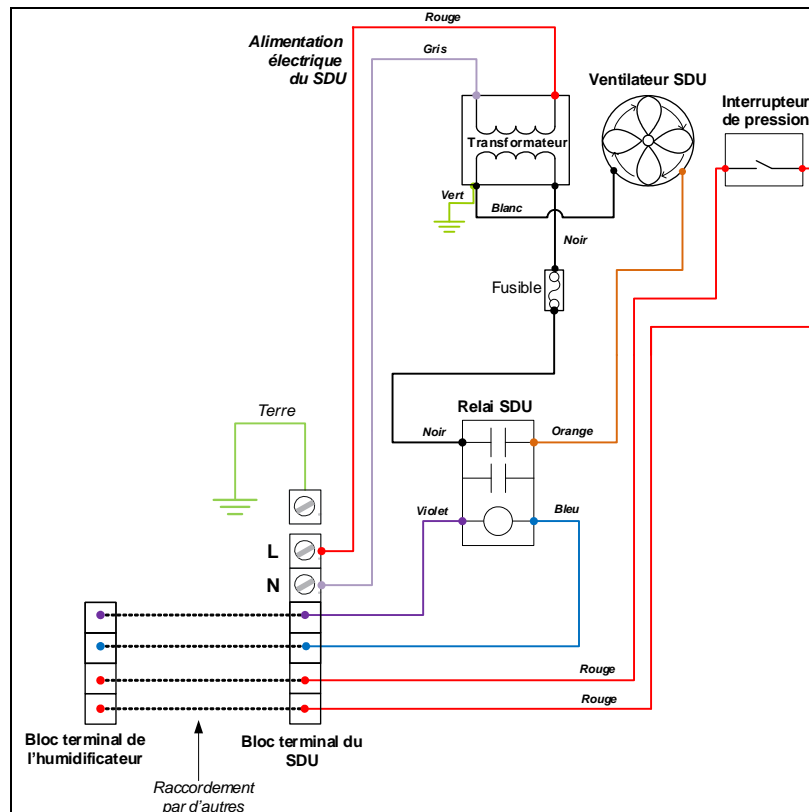 Rouge
Alimentation
électrique
du SDU
Gris
Ventilateur SDU
Interrupteur
de pression
Transformateur
Vert
Blanc
Noir
Fusible
Terre
Relai SDU
Noir
Orange
Violet
Bleu
L
N
Rouge
Rouge
Bloc terminal de
l'humidificateur
Bloc terminal du
SDU
Raccordement
par d'autres